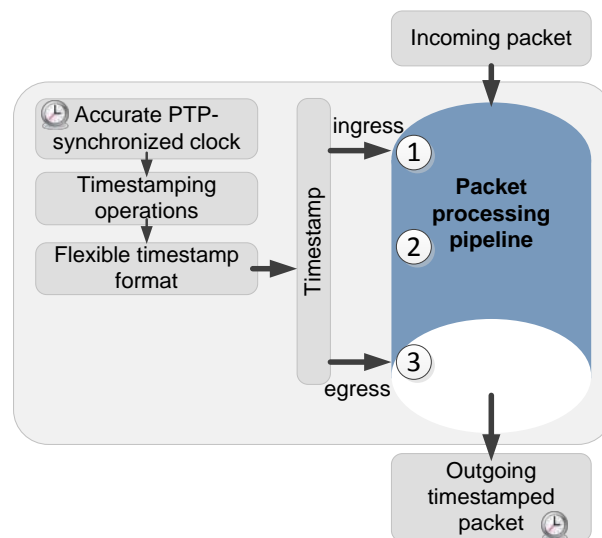 Incoming packet
Accurate PTP-
synchronized clock
Timestamping
operations
Flexible timestamp
format
Timestamp
ingress
egress
1
Packet
processing
pipeline
2
3
Outgoing
timestamped
packet